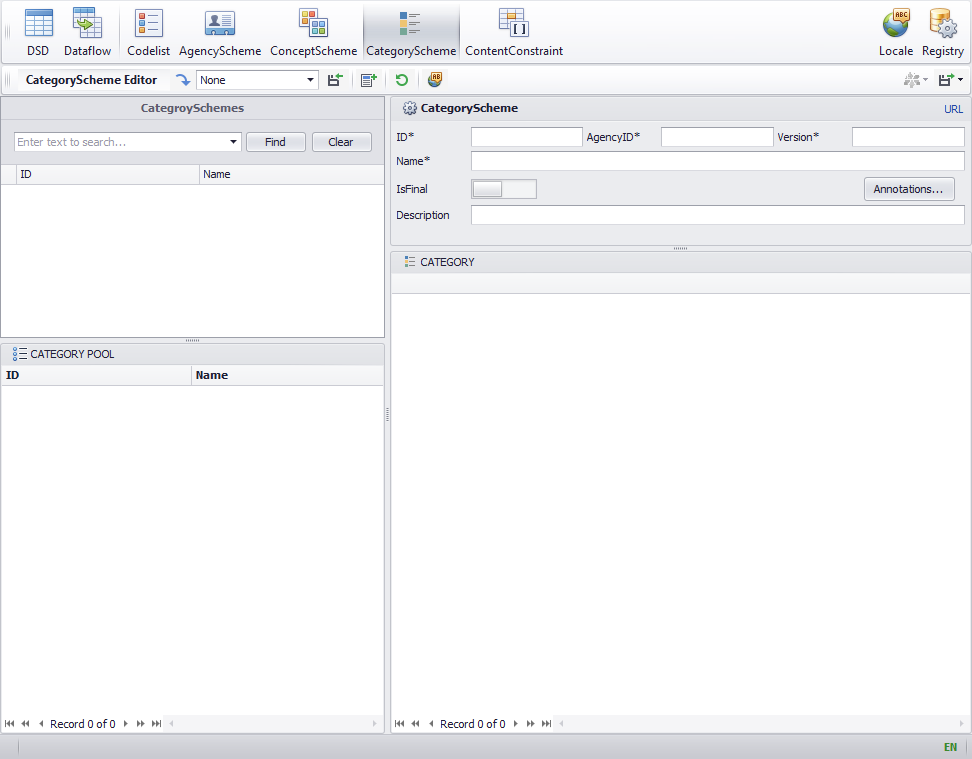 DSD Dataflow Codelist AgencyScheme ConceptScheme CategoryScheme ContentConstraint ABC Locale Registry
CategoryScheme Editor None AB
CategroySchemes
Enter text to search... Find Clear
ID Name
CATEGORY POOL
ID Name
Record 0 of 0
CategoryScheme URL
ID* AgencyID* Version*
Name*
IsFinal Annotations...
Description
CATEGORY
Record 0 of 0
EN